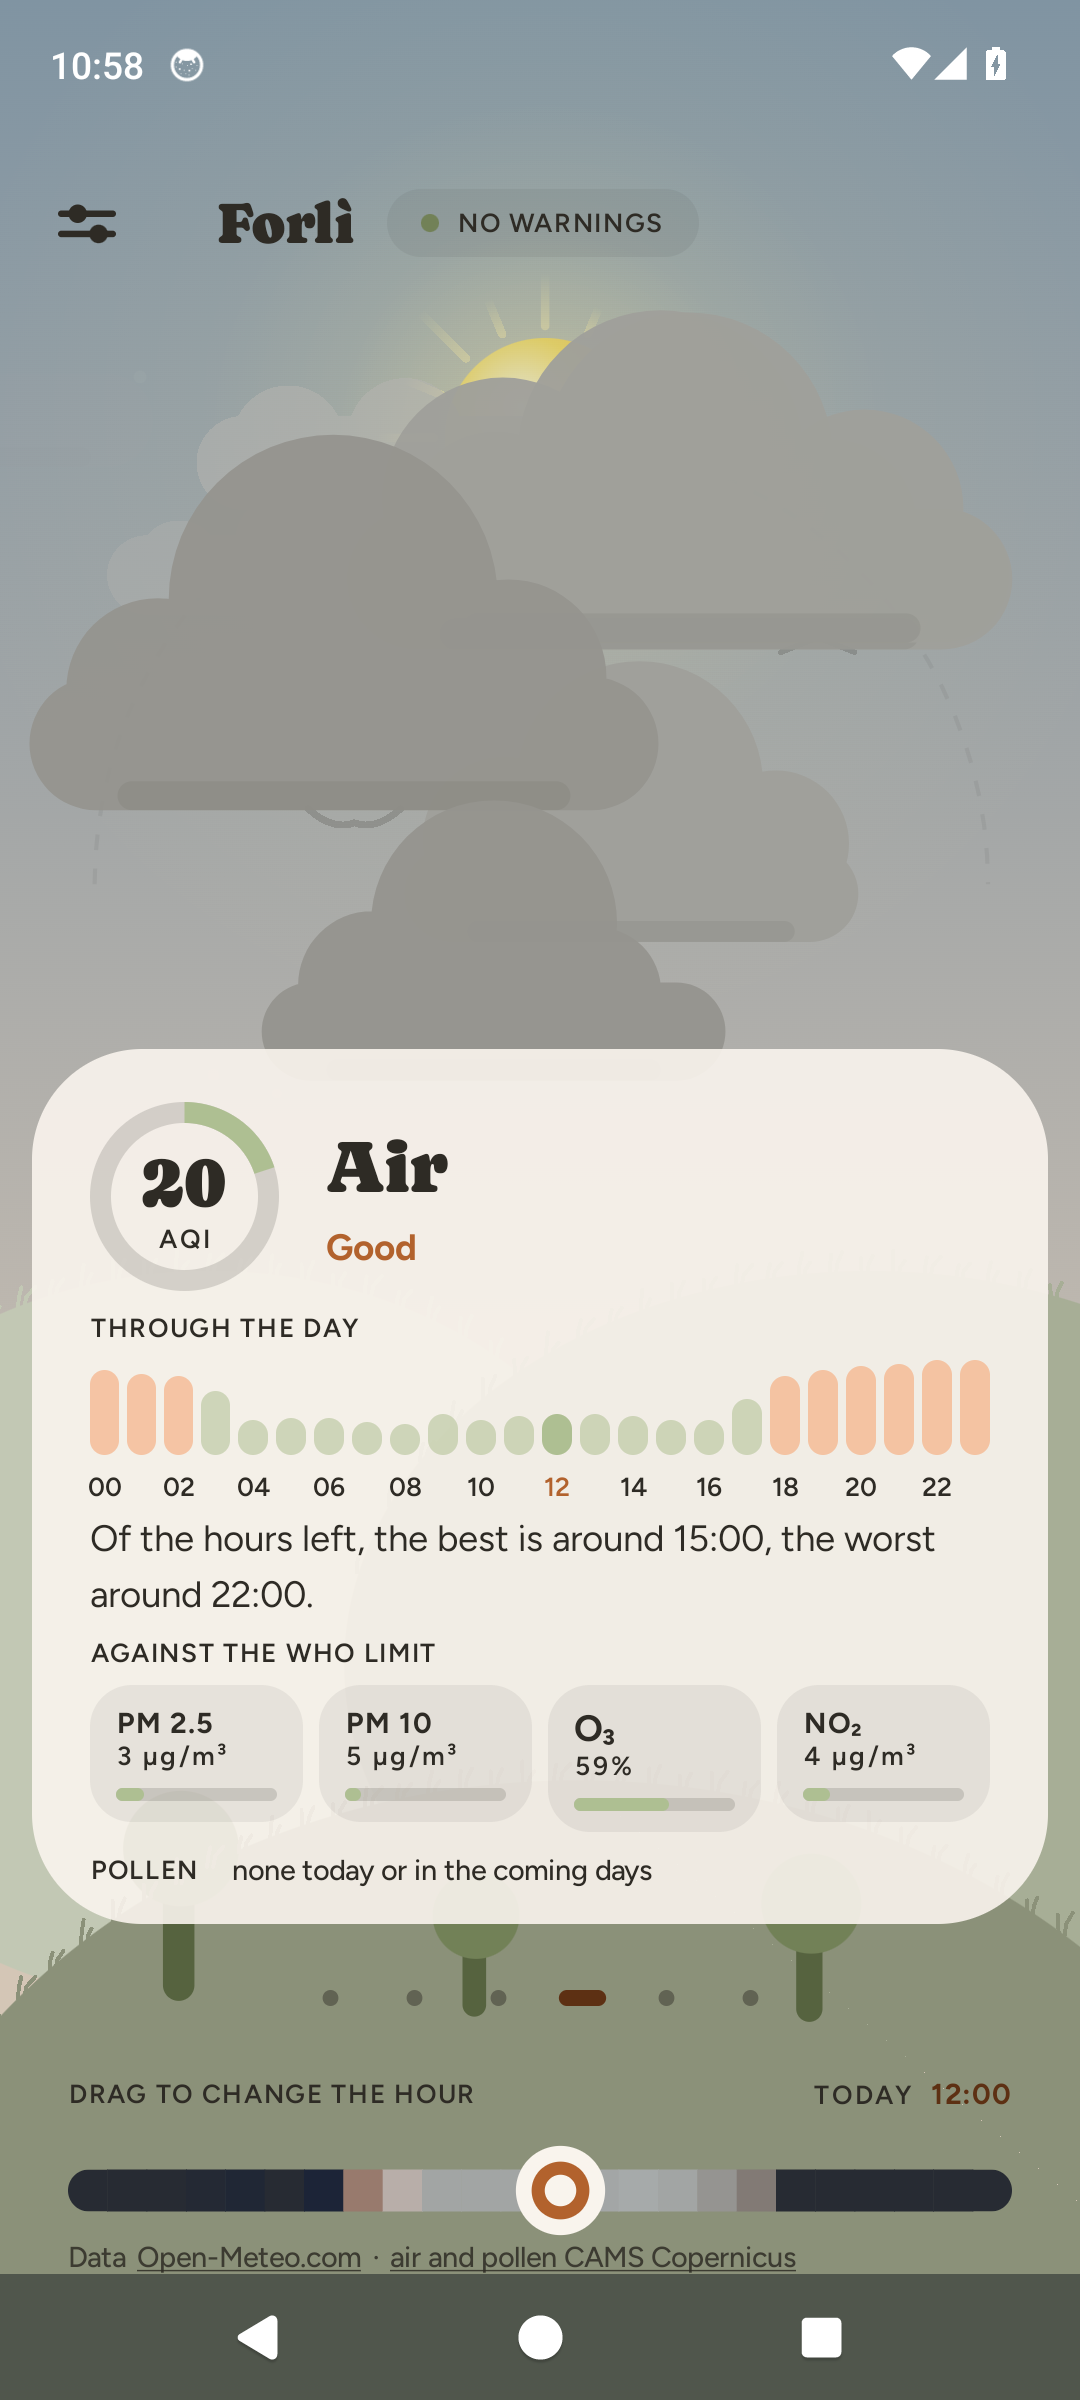 10:58
Forlì
NO WARNINGS
20
AQI
Air
Good
THROUGH THE DAY
00 02 04 06 08 10 12 14 16 18 20 22
Of the hours left, the best is around 15:00, the worst
around 22:00.
AGAINST THE WHO LIMIT
PM 2.5
3 µg/m³
PM 10
5 µg/m³
O₃
59%
NO₂
4 µg/m³
POLLEN none today or in the coming days
DRAG TO CHANGE THE HOUR
TODAY 12:00
Data Open-Meteo.com · air and pollen CAMS Copernicus